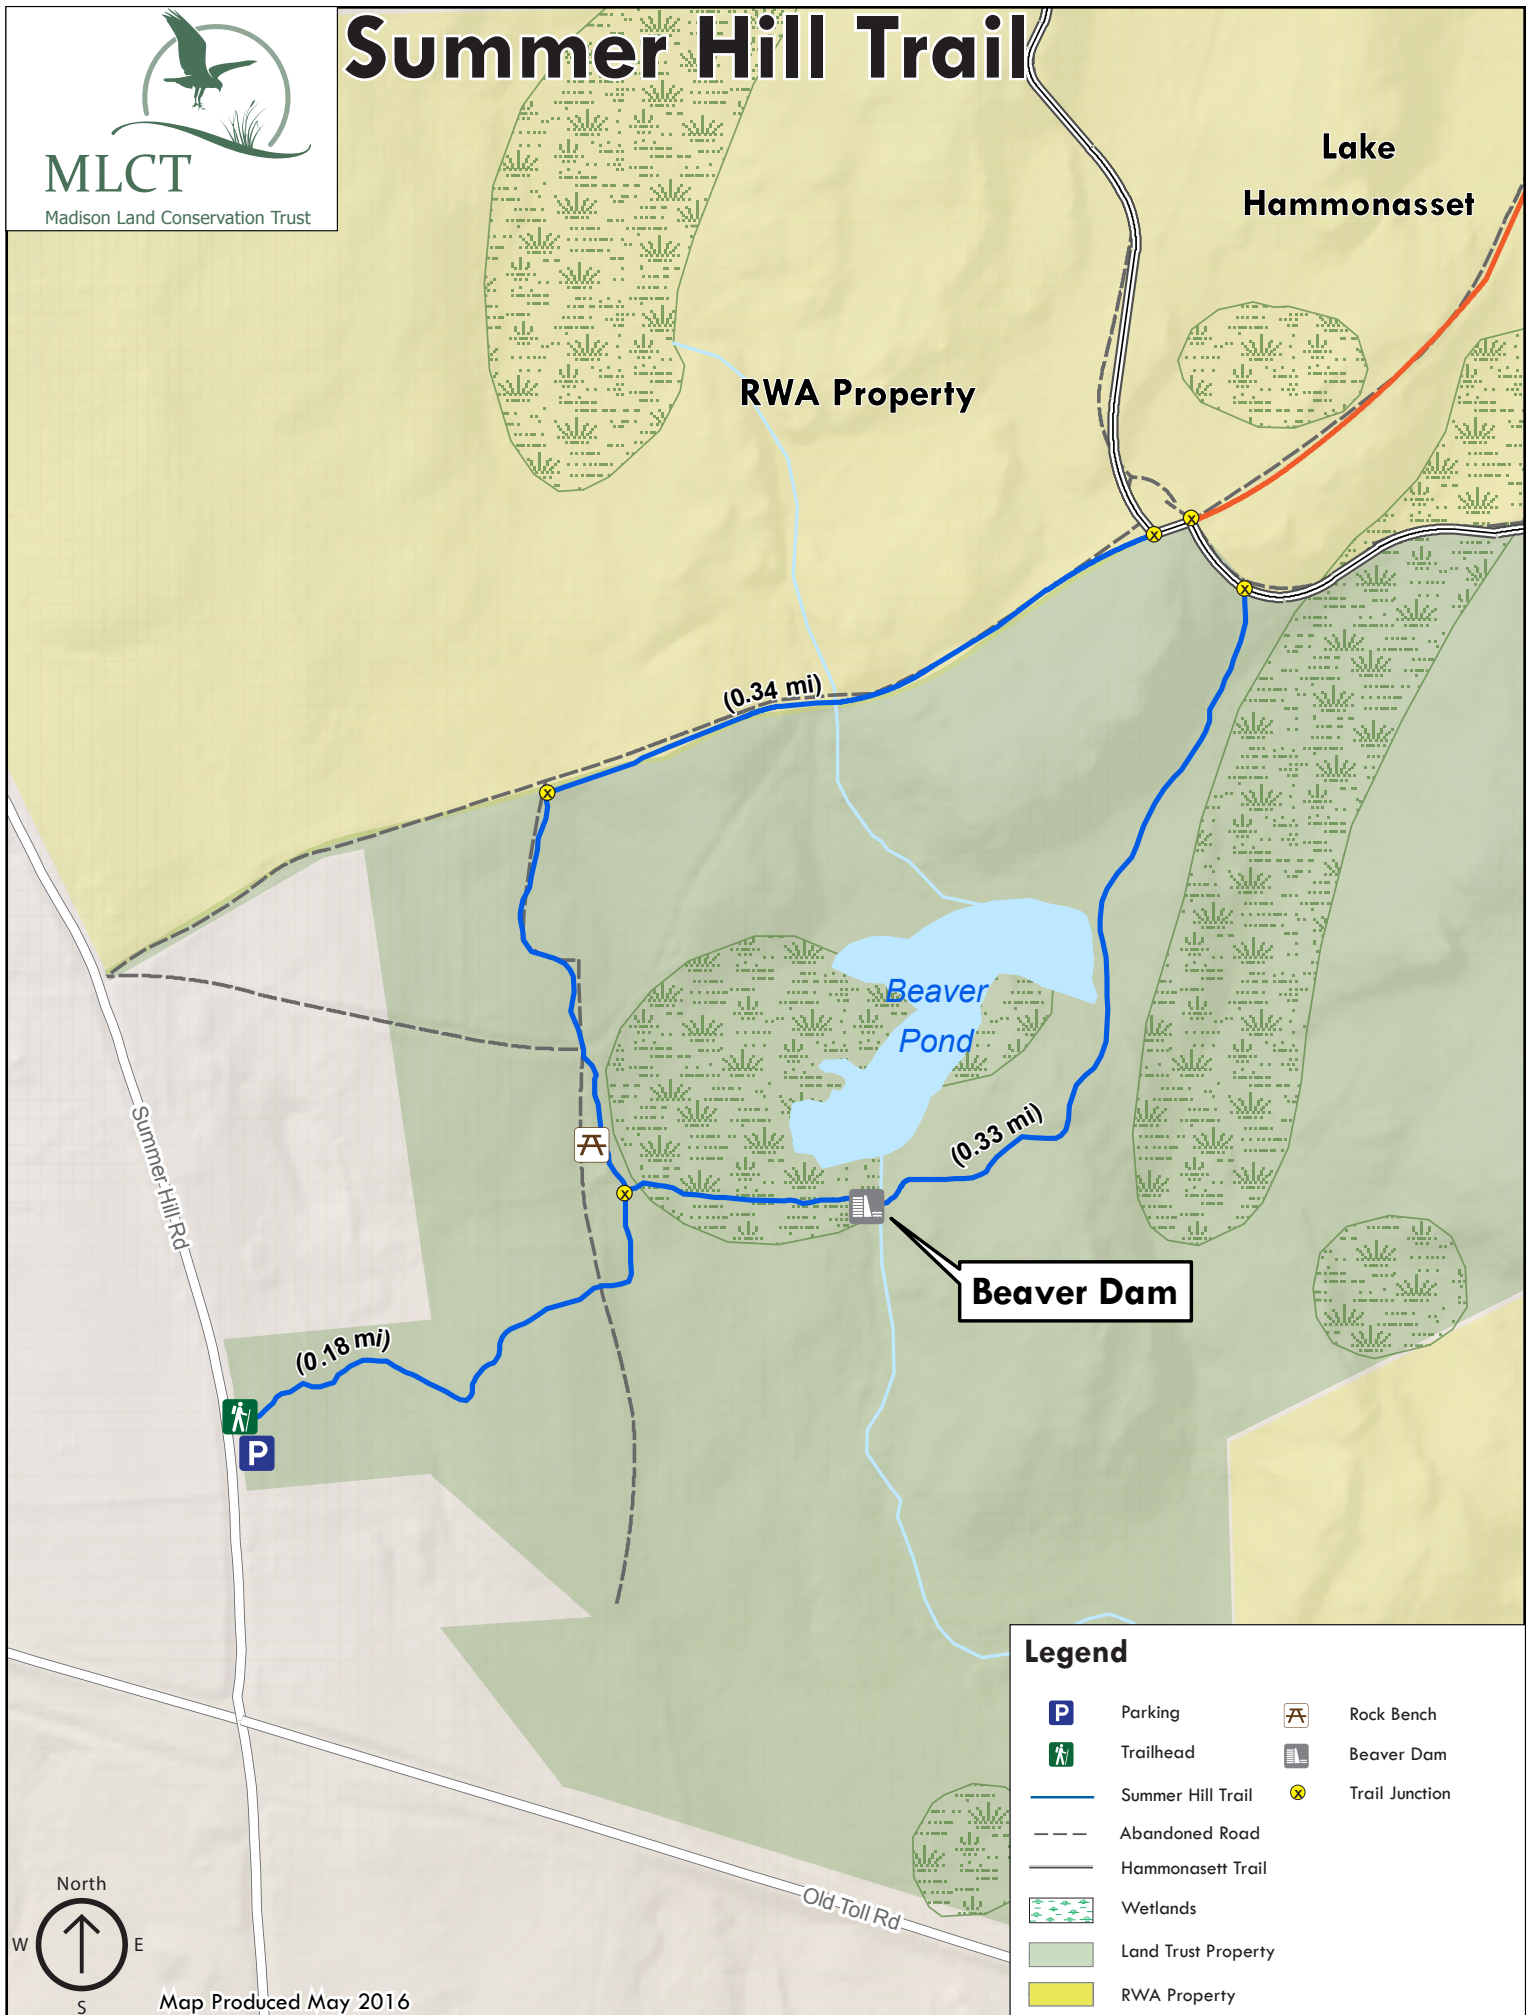 Summer Hill Trail
MLCT
Madison Land Conservation Trust
Lake
Hammonasset
RWA Property
(0.34 mi)
Beaver
Pond
(0.33 mi)
Summer Hill Rd
Beaver Dam
(0.18 mi)
P
Old Toll Rd
North
W
E
S
Map Produced May 2016
Legend
P
Parking
Rock Bench
Trailhead
Beaver Dam
Summer Hill Trail
x
Trail Junction
Abandoned Road
Hammonasett Trail
Wetlands
Land Trust Property
RWA Property